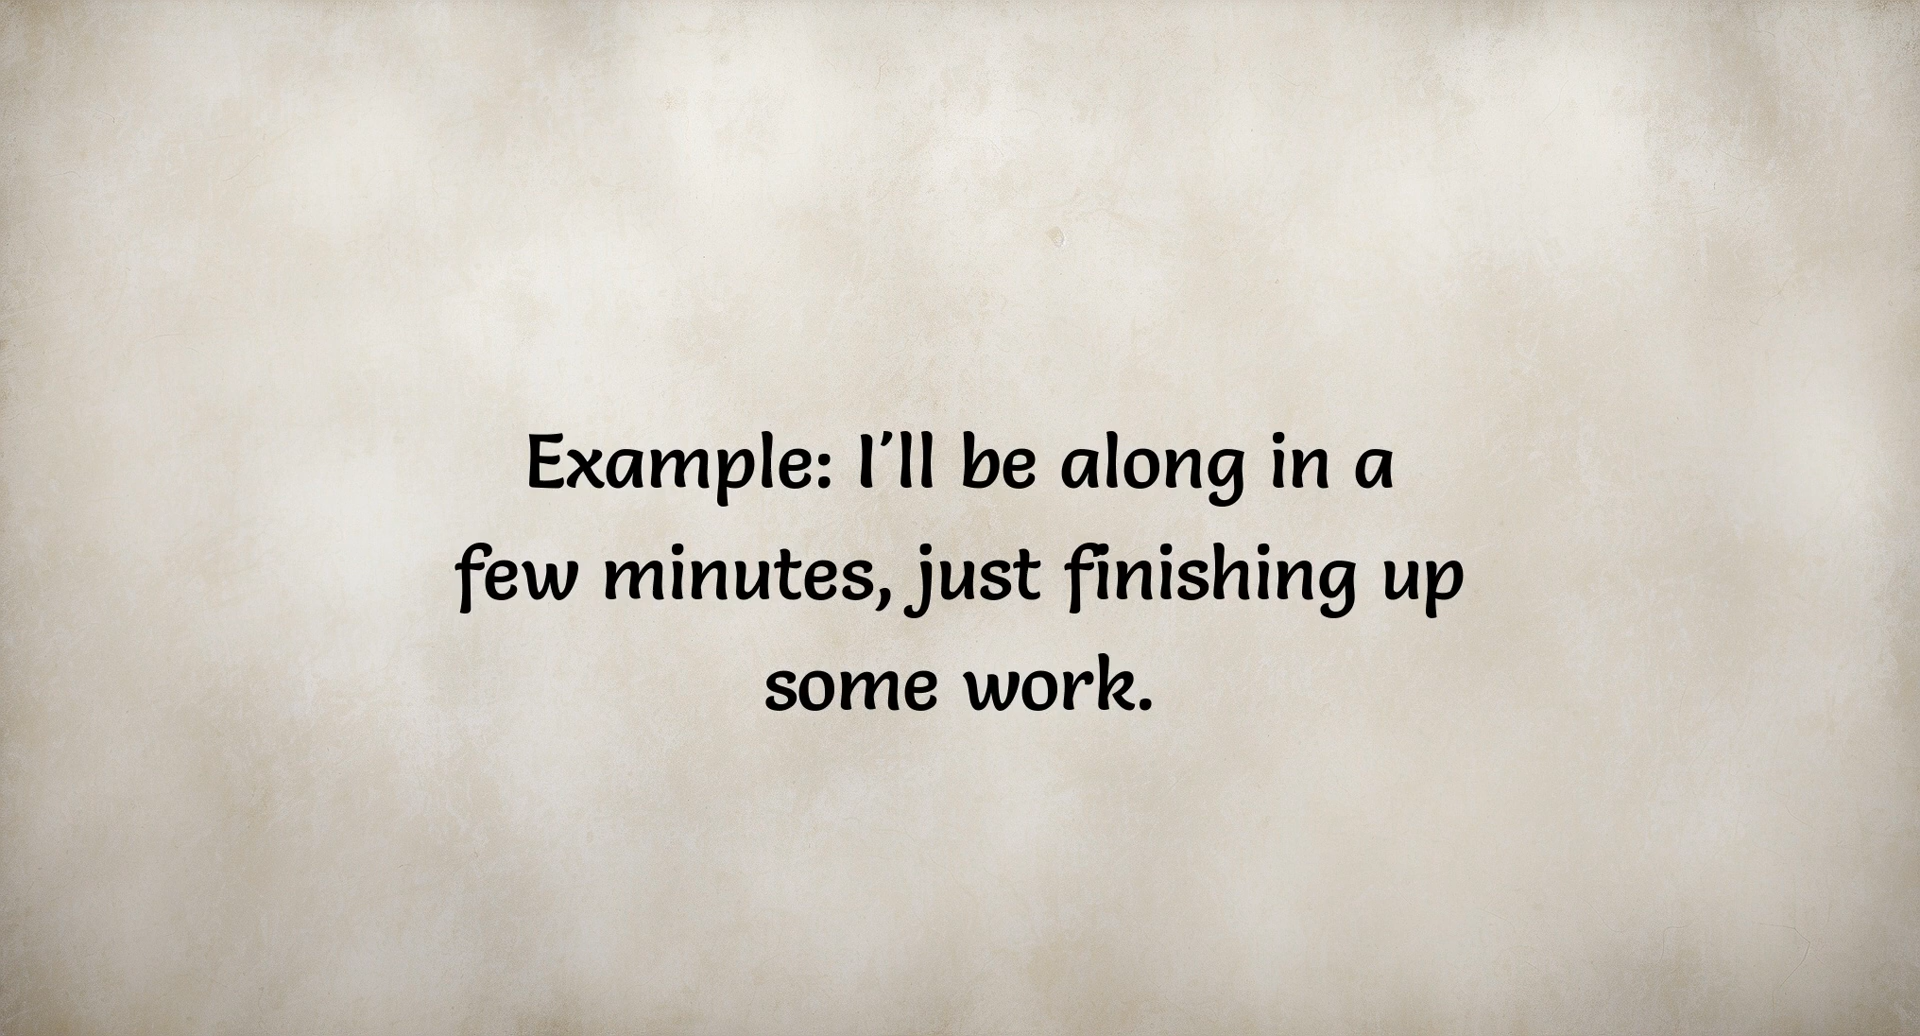 Example: I'll be along in a
few minutes, just finishing up
some work.